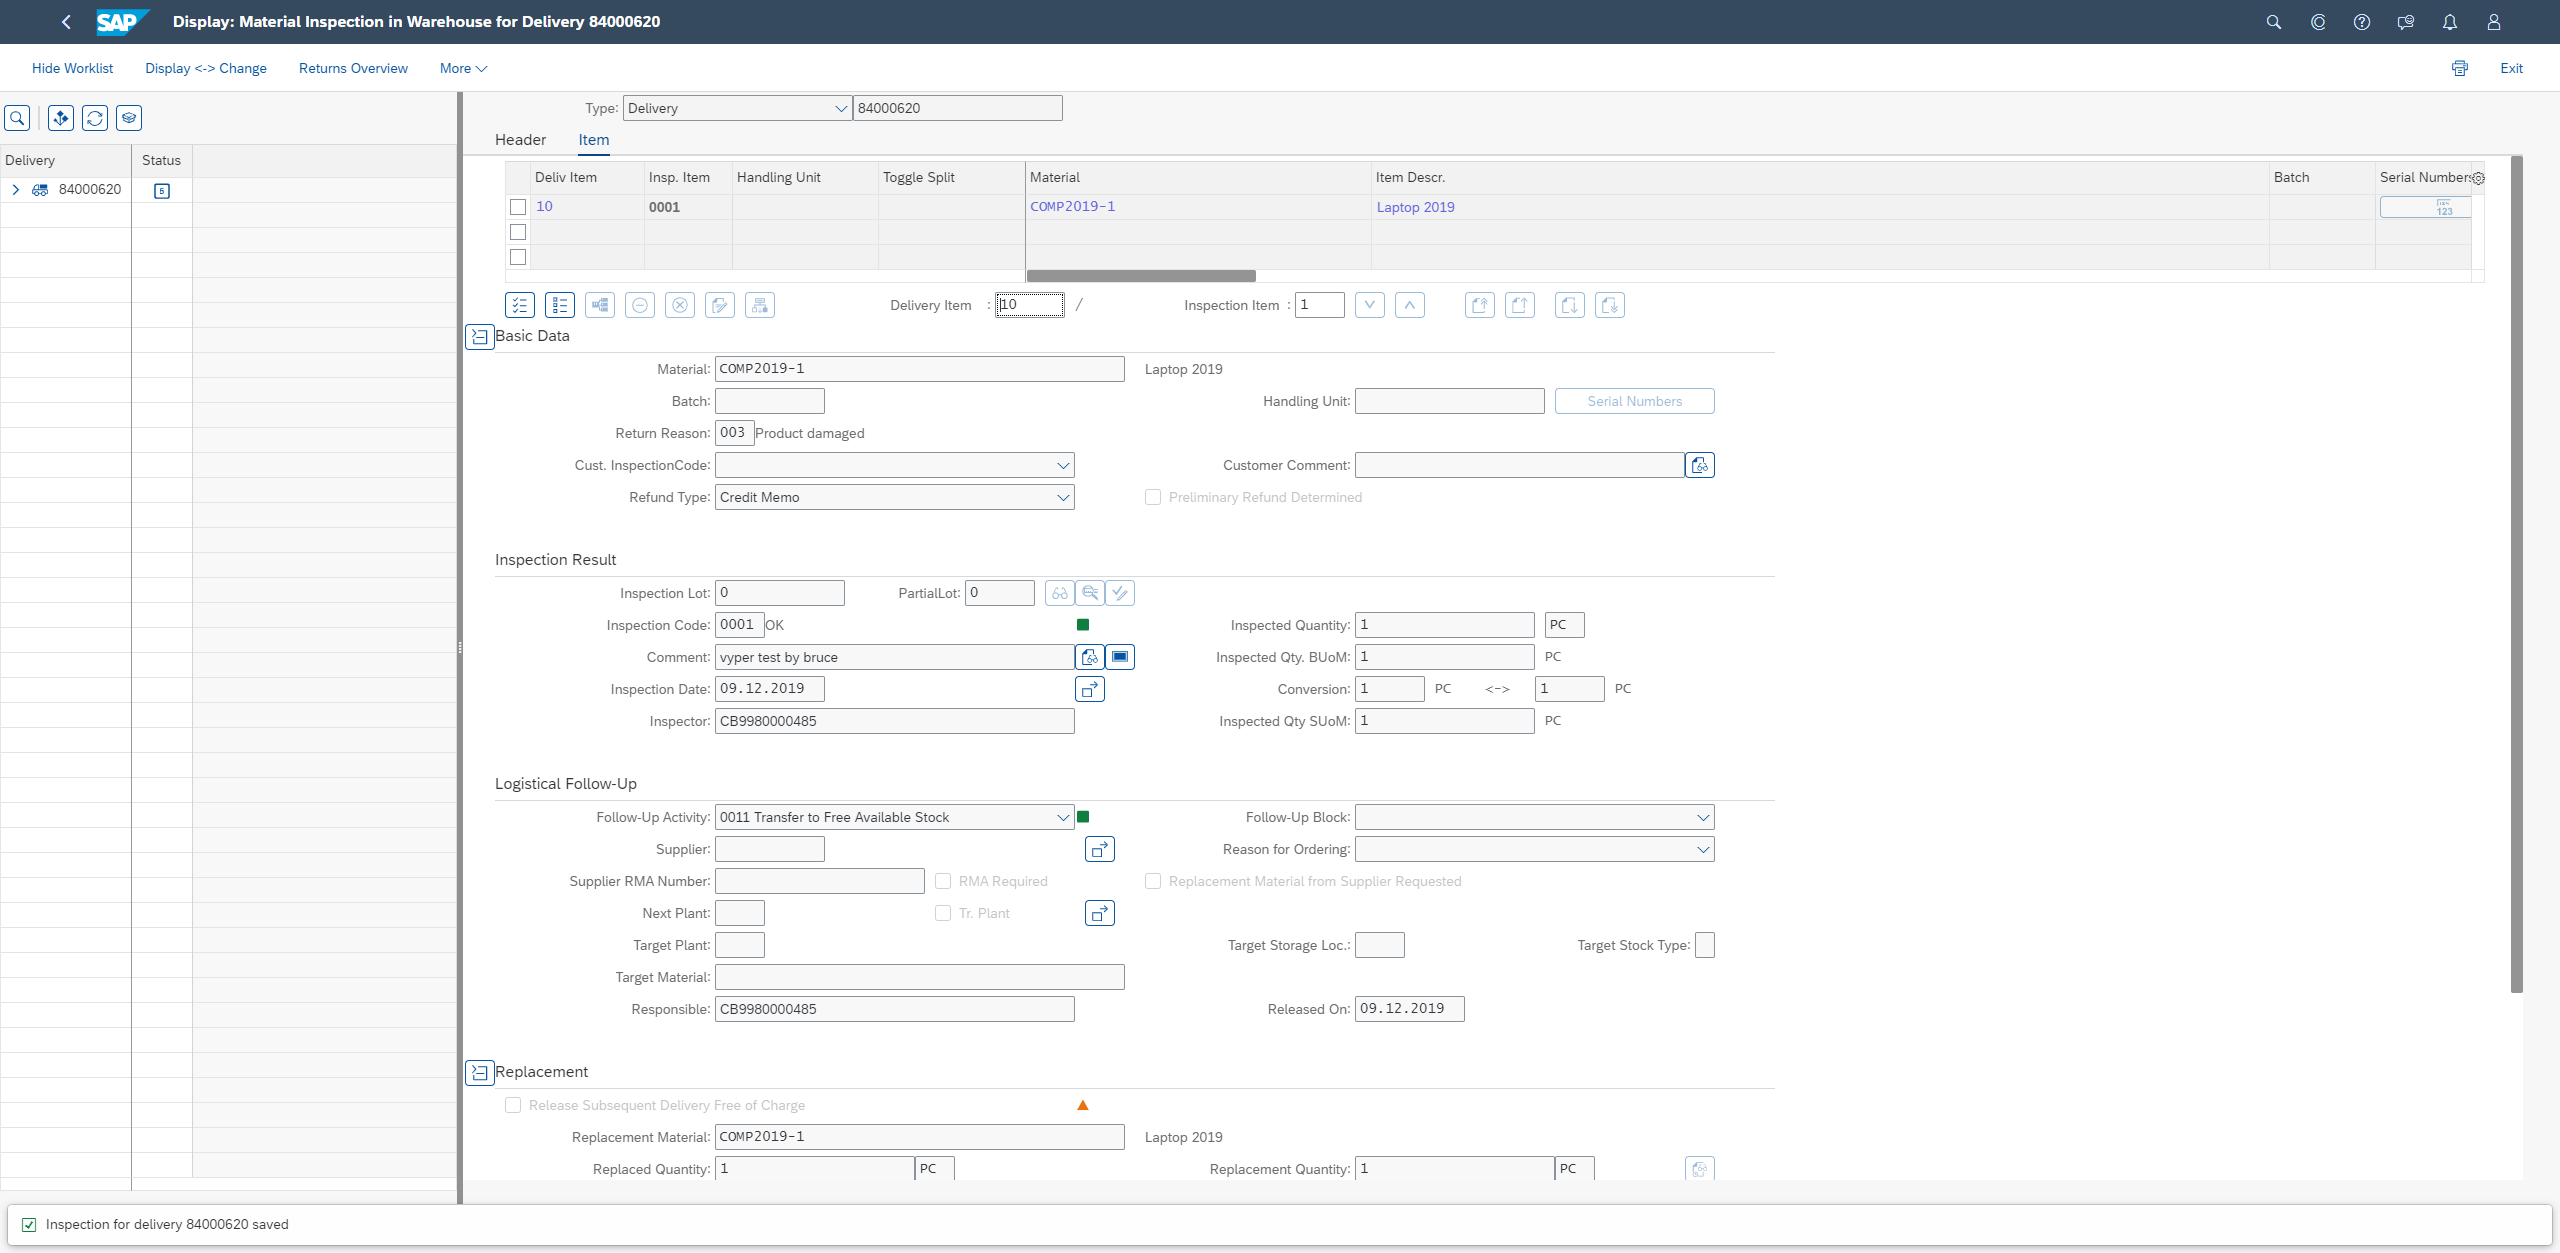 SAP Display: Material Inspection in Warehouse for Delivery 84000620
Hide Worklist Display <-> Change Returns Overview More Exit
Type: Delivery 84000620
Header Item
Delivery Status
84000620 5
Deliv Item Insp. Item Handling Unit Toggle Split Material Item Descr. Batch Serial Numbers
10 0001 COMP2019-1 Laptop 2019 123
Delivery Item : 10 / Inspection Item : 1
Basic Data
Material: COMP2019-1 Laptop 2019
Batch: Handling Unit: Serial Numbers
Return Reason: 003 Product damaged
Cust. InspectionCode: Customer Comment:
Refund Type: Credit Memo Preliminary Refund Determined
Inspection Result
Inspection Lot: 0 PartialLot: 0
Inspection Code: 0001 OK Inspected Quantity: 1 PC
Comment: vyper test by bruce Inspected Qty. BUoM: 1 PC
Inspection Date: 09.12.2019 Conversion: 1 PC <-> 1 PC
Inspector: CB9980000485 Inspected Qty SUoM: 1 PC
Logistical Follow-Up
Follow-Up Activity: 0011 Transfer to Free Available Stock Follow-Up Block:
Supplier: Reason for Ordering:
Supplier RMA Number: RMA Required Replacement Material from Supplier Requested
Next Plant: Tr. Plant
Target Plant: Target Storage Loc.: Target Stock Type:
Target Material:
Responsible: CB9980000485 Released On: 09.12.2019
Replacement
Release Subsequent Delivery Free of Charge
Replacement Material: COMP2019-1 Laptop 2019
Replaced Quantity: 1 PC Replacement Quantity: 1 PC
Inspection for delivery 84000620 saved